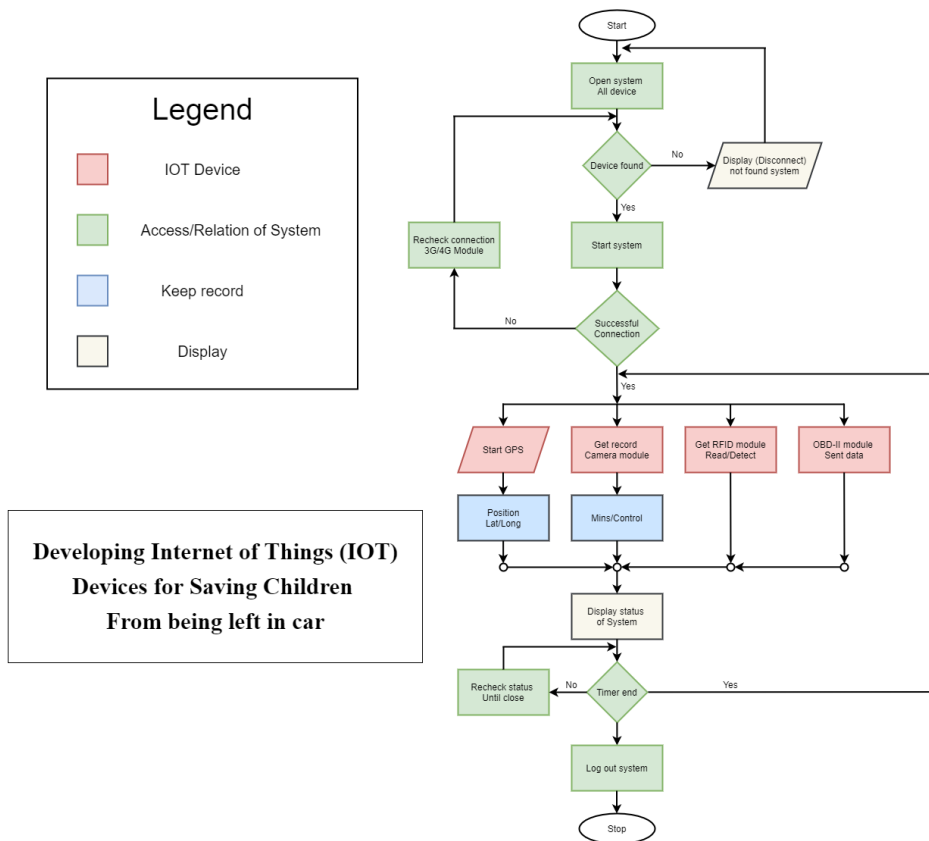 Start
Open system
All device
Legend
IOT Device
Access/Relation of System
Keep record
Display
Device found
No
Display (Disconnect)
not found system
Yes
Recheck connection
3G/4G Module
Start system
No
Successful
Connection
Yes
Start GPS
Get record
Camera module
Get RFID module
Read/Detect
OBD-II module
Sent data
Position
Lat/Long
Mins/Control
Developing Internet of Things (IOT)
Devices for Saving Children
From being left in car
Display status
of System
Recheck status
Until close
No
Timer end
Yes
Log out system
Stop